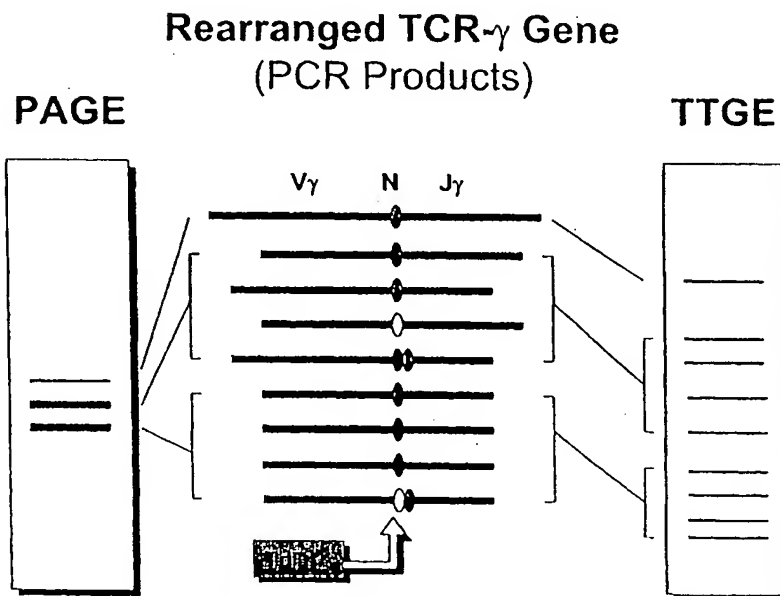 Rearranged TCR-γ Gene
(PCR Products)
PAGE
TTGE
Vγ N Jγ